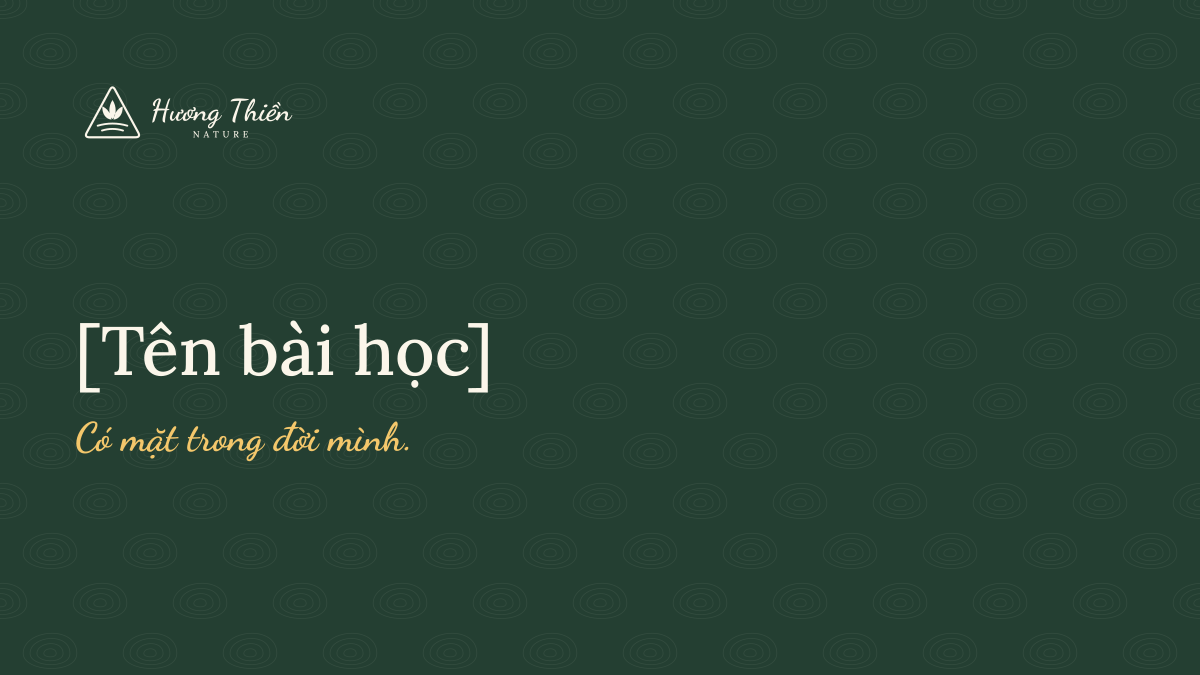 Hương Thiền
NATURE
[Tên bài học]
Có mặt trong đời mình.